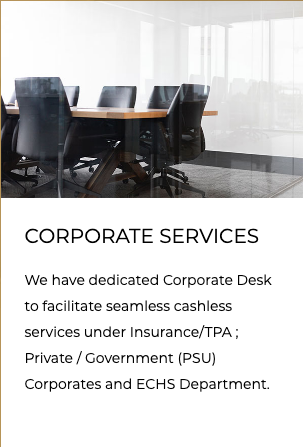 CORPORATE SERVICES
We have dedicated Corporate Desk
to facilitate seamless cashless
services under Insurance/TPA ;
Private / Government (PSU)
Corporates and ECHS Department.